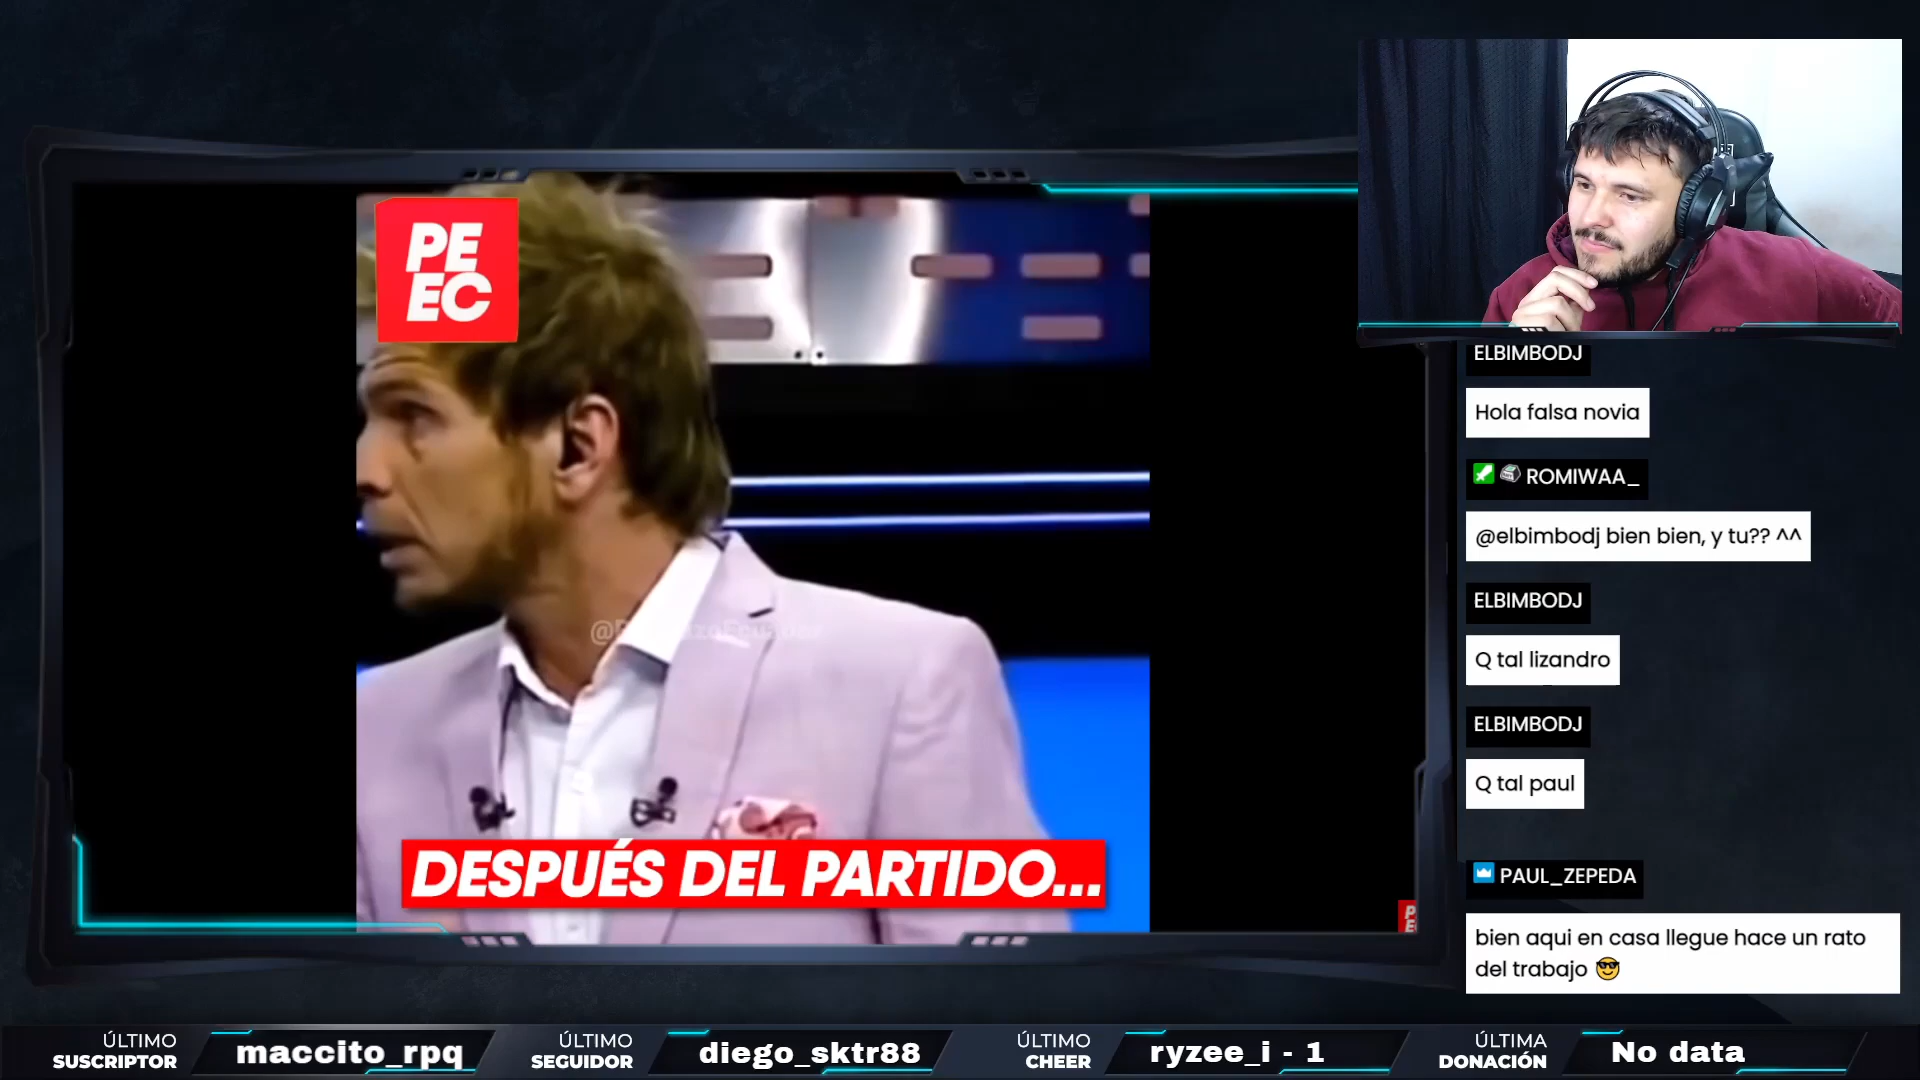 PE
EC
DESPUÉS DEL PARTIDO...
ELBIMBODJ
Hola falsa novia
ROMIWAA_
@elbimbodj bien bien, y tu?? ^^
ELBIMBODJ
Q tal lizandro
ELBIMBODJ
Q tal paul
PAUL_ZEPEDA
bien aqui en casa llegue hace un rato
del trabajo 😎
ÚLTIMO
SUSCRIPTOR
maccito_rpq
ÚLTIMO
SEGUIDOR
diego_sktr88
ÚLTIMO
CHEER
ryzee_i - 1
ÚLTIMA
DONACIÓN
No data